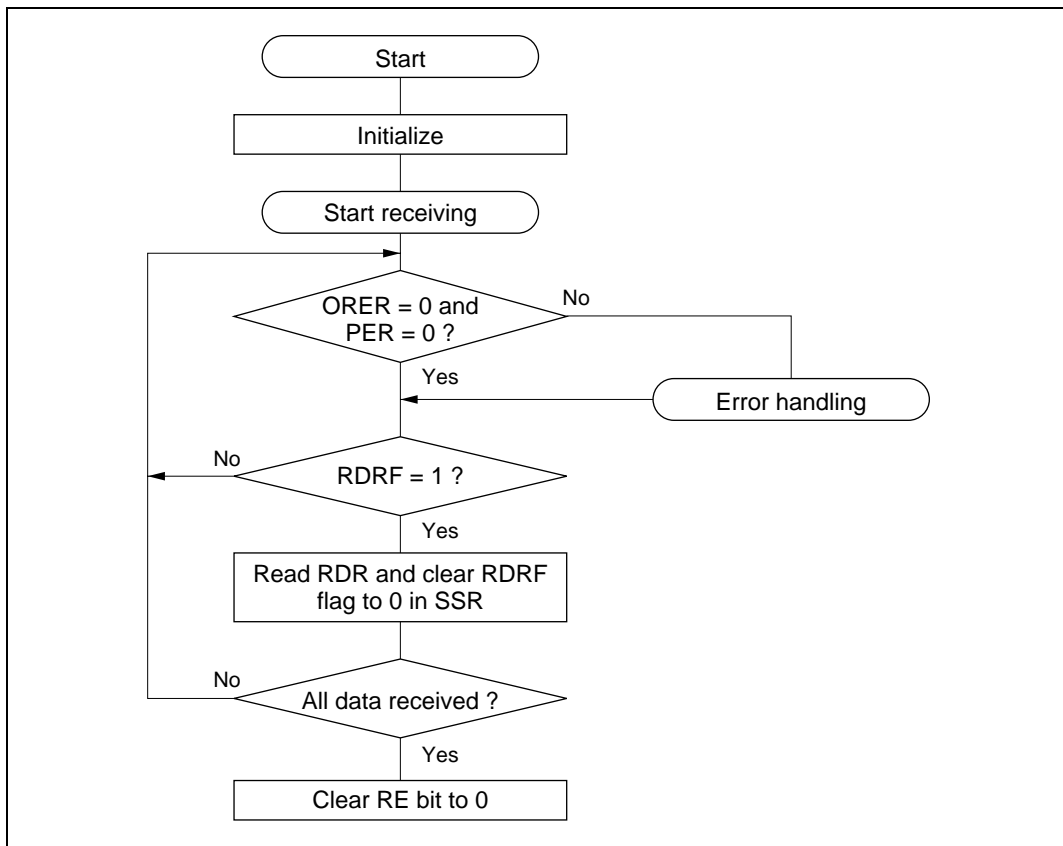 Start
Initialize
Start receiving
ORER = 0 and
PER = 0 ?
No
Yes
Error handling
No
RDRF = 1 ?
Yes
Read RDR and clear RDRF
flag to 0 in SSR
No
All data received ?
Yes
Clear RE bit to 0